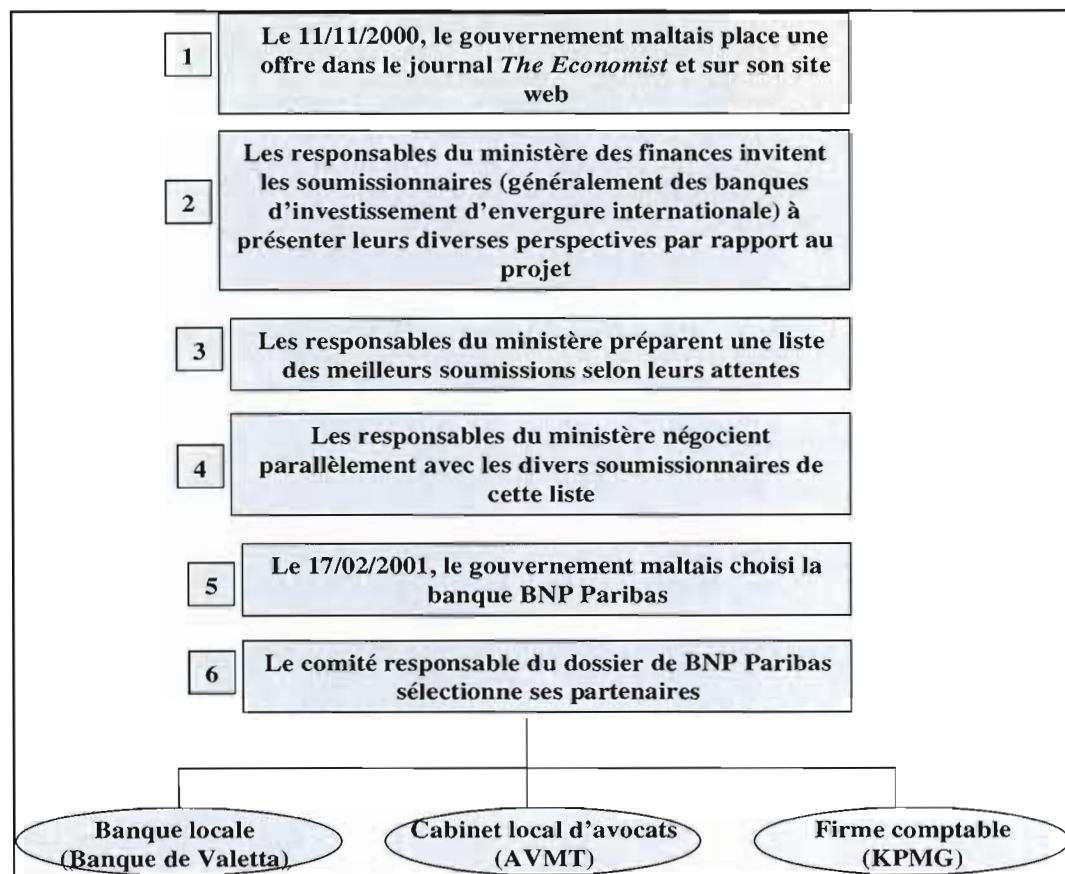 1
Le 11/11/2000, le gouvernement maltais place une
offre dans le journal The Economist et sur son site
web
2
Les responsables du ministère des finances invitent
les soumissionnaires (généralement des banques
d'investissement d'envergure internationale) à
présenter leurs diverses perspectives par rapport au
projet
3
Les responsables du ministère préparent une liste
des meilleurs soumissions selon leurs attentes
4
Les responsables du ministère négocient
parallèlement avec les divers soumissionnaires de
cette liste
5
Le 17/02/2001, le gouvernement maltais choisi la
banque BNP Paribas
6
Le comité responsable du dossier de BNP Paribas
sélectionne ses partenaires
Banque locale
(Banque de Valetta)
Cabinet local d'avocats
(AVMT)
Firme comptable
(KPMG)